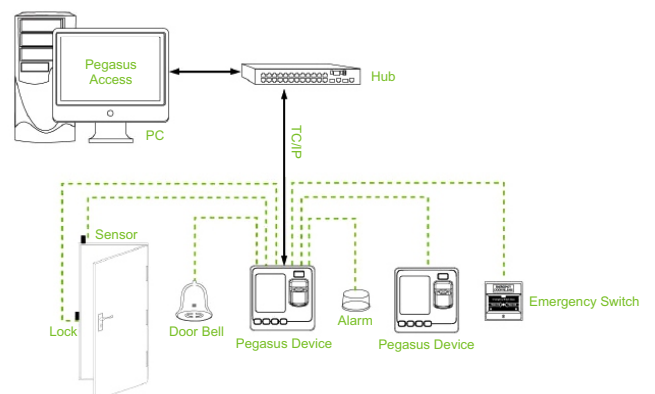 Pegasus
Access
Hub
PC
TC/IP
Sensor
Lock
Door Bell
Pegasus Device
Alarm
Pegasus Device
Emergency Switch